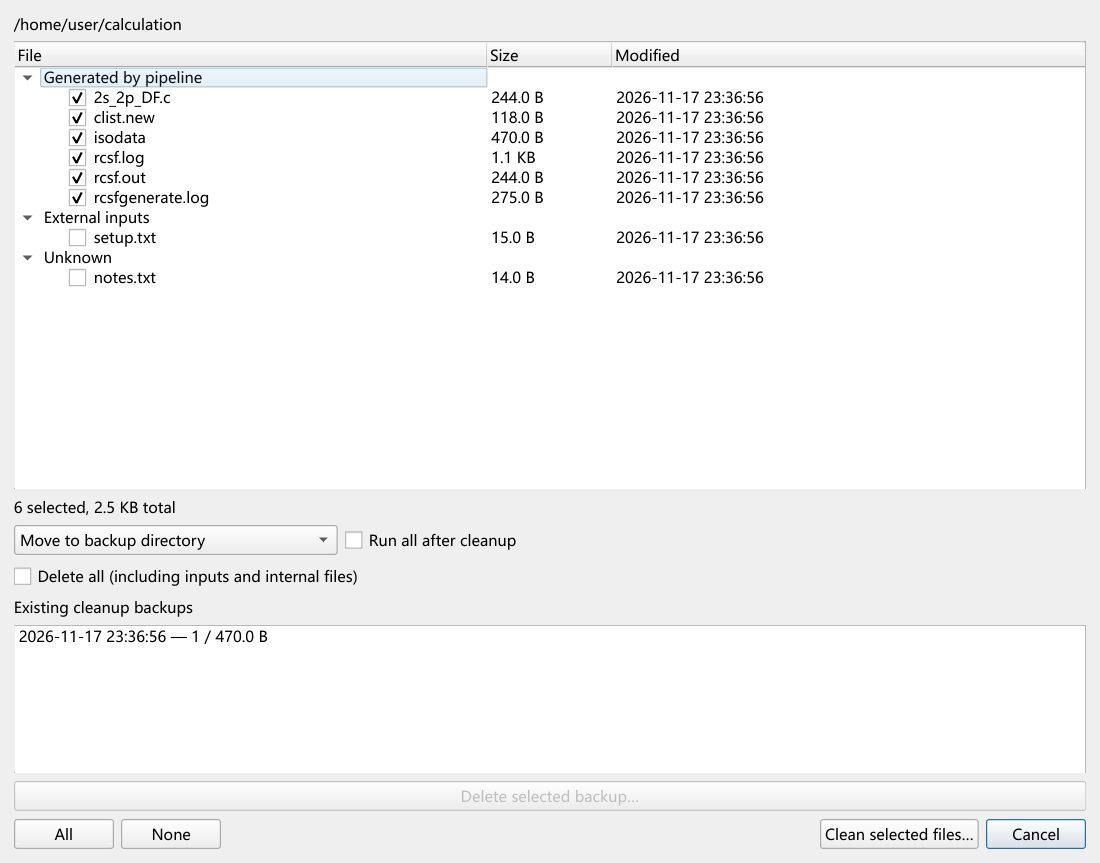 /home/user/calculation
File Size Modified
Generated by pipeline
2s_2p_DF.c 244.0 B 2026-11-17 23:36:56
clist.new 118.0 B 2026-11-17 23:36:56
isodata 470.0 B 2026-11-17 23:36:56
rcsf.log 1.1 KB 2026-11-17 23:36:56
rcsf.out 244.0 B 2026-11-17 23:36:56
rcsfgenerate.log 275.0 B 2026-11-17 23:36:56
External inputs
setup.txt 15.0 B 2026-11-17 23:36:56
Unknown
notes.txt 14.0 B 2026-11-17 23:36:56
6 selected, 2.5 KB total
Move to backup directory Run all after cleanup
Delete all (including inputs and internal files)
Existing cleanup backups
2026-11-17 23:36:56 — 1 / 470.0 B
Delete selected backup...
All None Clean selected files... Cancel